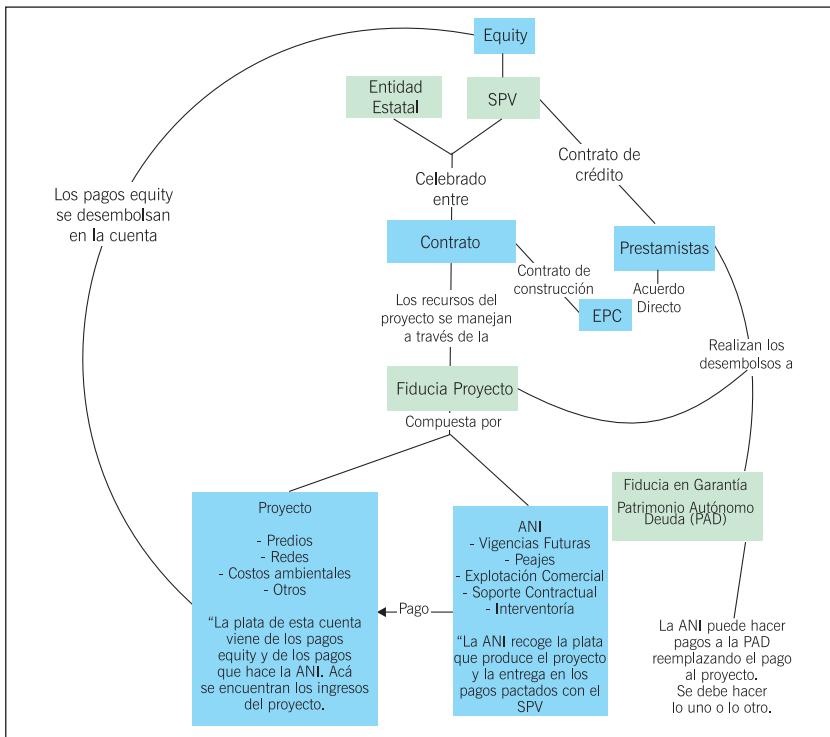 Equity
Entidad
Estatal
SPV
Contrato de
crédito
Los pagos equity
se desembolsan
en la cuenta
Celebrado
entre
Contrato
Prestamistas
Contrato de
construcción
Acuerdo
Directo
EPC
Los recursos del
proyecto se manejan
a través de la
Realizan los
desembolsos a
Fiducia Proyecto
Compuesta por
Fiducia en Garantía
Patrimonio Autónomo
Deuda (PAD)
Proyecto
- Predios
- Redes
- Costos ambientales
- Otros
“La plata de esta cuenta
viene de los pagos
equity y de los pagos
que hace la ANI. Acá
se encuentran los ingresos
del proyecto.
Pago
ANI
- Vigencias Futuras
- Peajes
- Explotación Comercial
- Soporte Contractual
- Interventoría
“La ANI recoge la plata
que produce el proyecto
y la entrega en los
pagos pactados con el
SPV
La ANI puede hacer
pagos a la PAD
reemplazando el pago
al proyecto.
Se debe hacer
lo uno o lo otro.